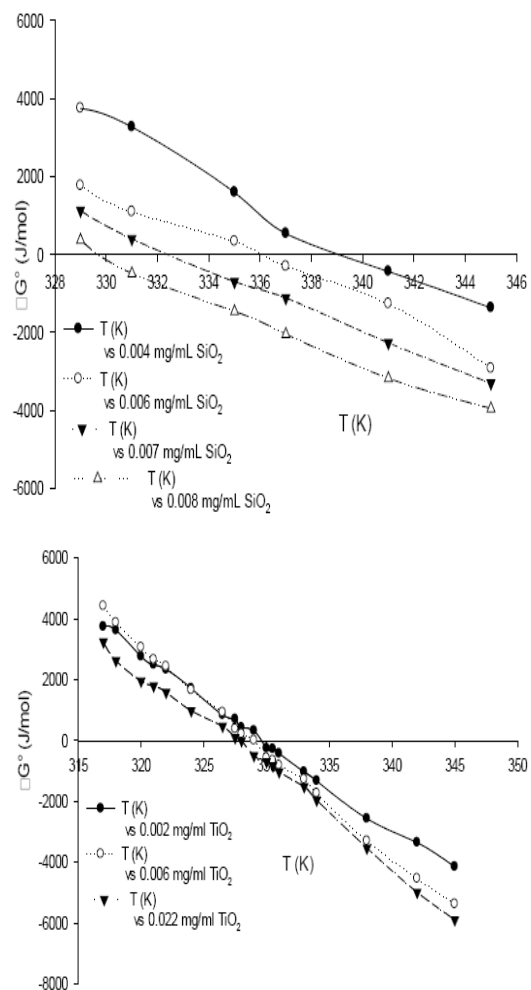 6000
4000
2000
0
328 330 332 334 336 338 340 342 344 346
-2000
-4000
-6000
□G° (J/mol)
T (K)
vs 0.004 mg/mL SiO₂
T (K)
vs 0.006 mg/mL SiO₂
T (K)
vs 0.007 mg/mL SiO₂
T (K)
vs 0.008 mg/mL SiO₂
T (K)
6000
4000
2000
0
315 320 325 330 335 340 345 350
-2000
-4000
-6000
-8000
□G° (J/mol)
T (K)
vs 0.002 mg/ml TiO₂
T (K)
vs 0.006 mg/ml TiO₂
T (K)
vs 0.022 mg/ml TiO₂
T (K)